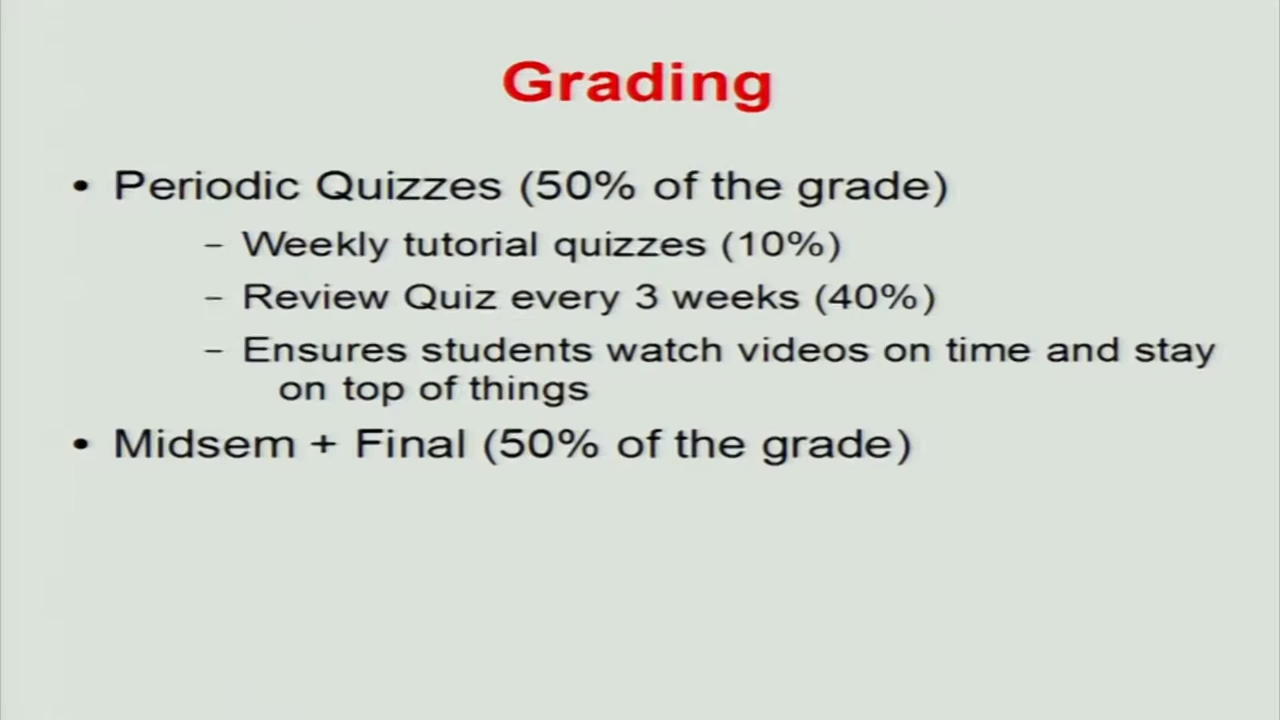 Grading
• Periodic Quizzes (50% of the grade)
– Weekly tutorial quizzes (10%)
– Review Quiz every 3 weeks (40%)
– Ensures students watch videos on time and stay
on top of things
• Midsem + Final (50% of the grade)